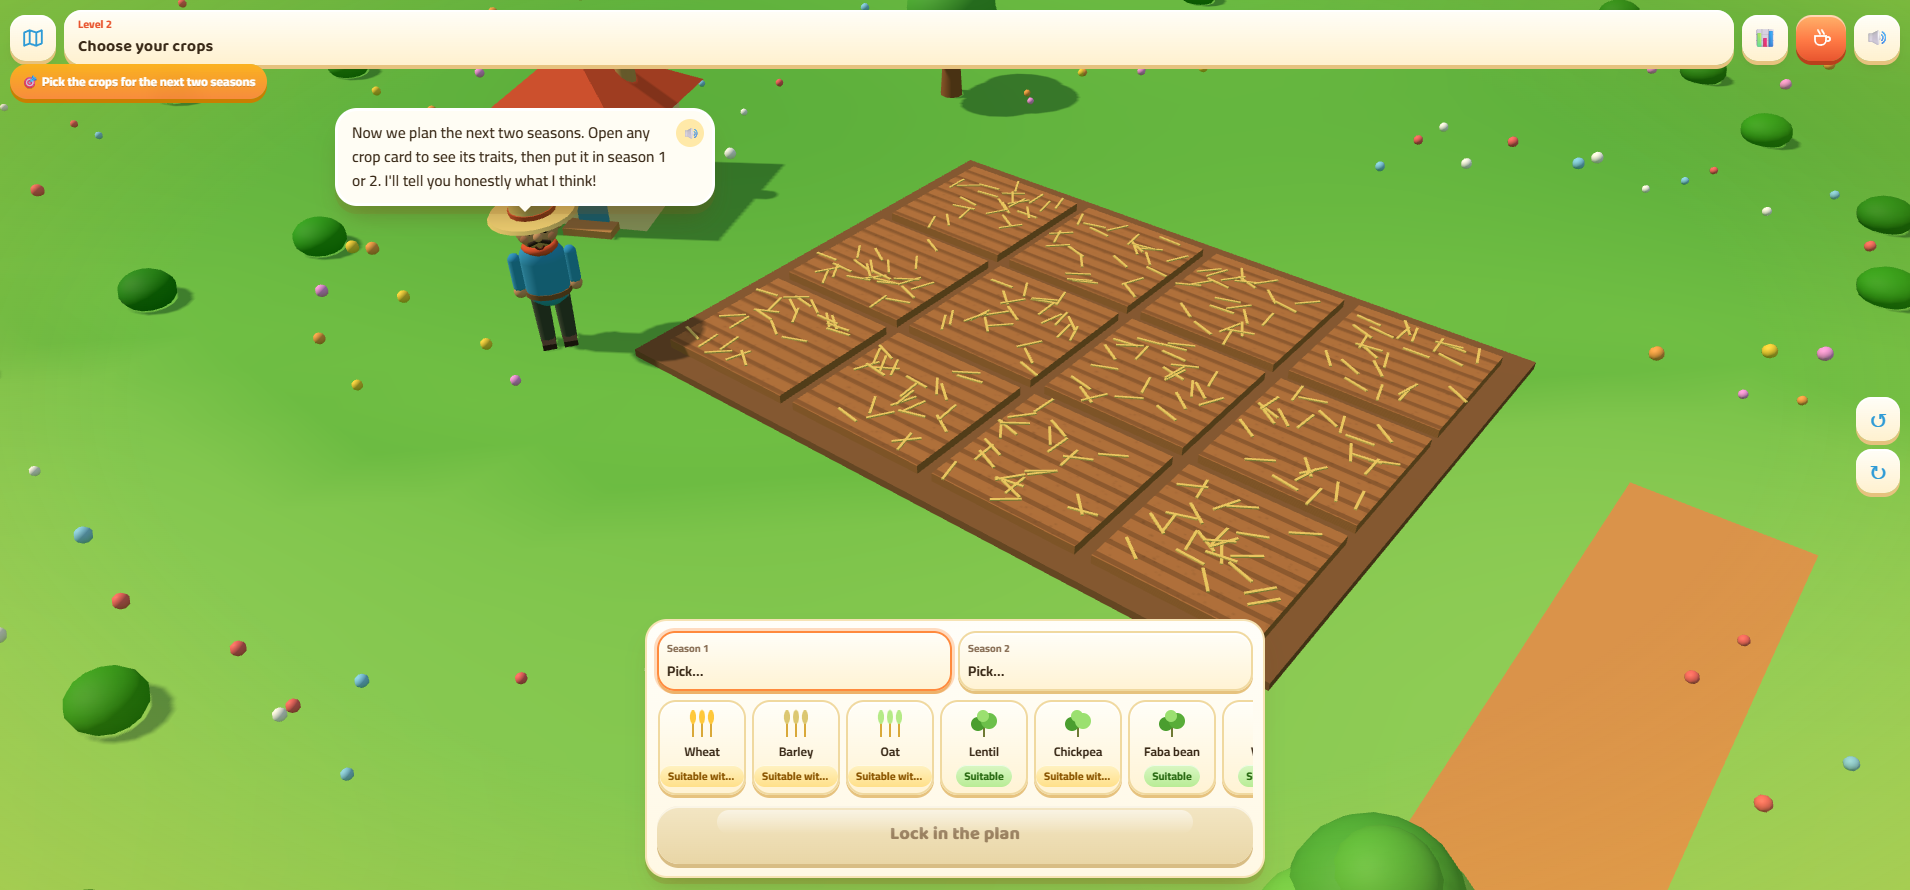 Level 2
Choose your crops
Pick the crops for the next two seasons
Now we plan the next two seasons. Open any
crop card to see its traits, then put it in season 1
or 2. I'll tell you honestly what I think!
Season 1
Pick...
Season 2
Pick...
Wheat
Suitable wit...
Barley
Suitable wit...
Oat
Suitable wit...
Lentil
Suitable
Chickpea
Suitable wit...
Faba bean
Suitable
Lock in the plan